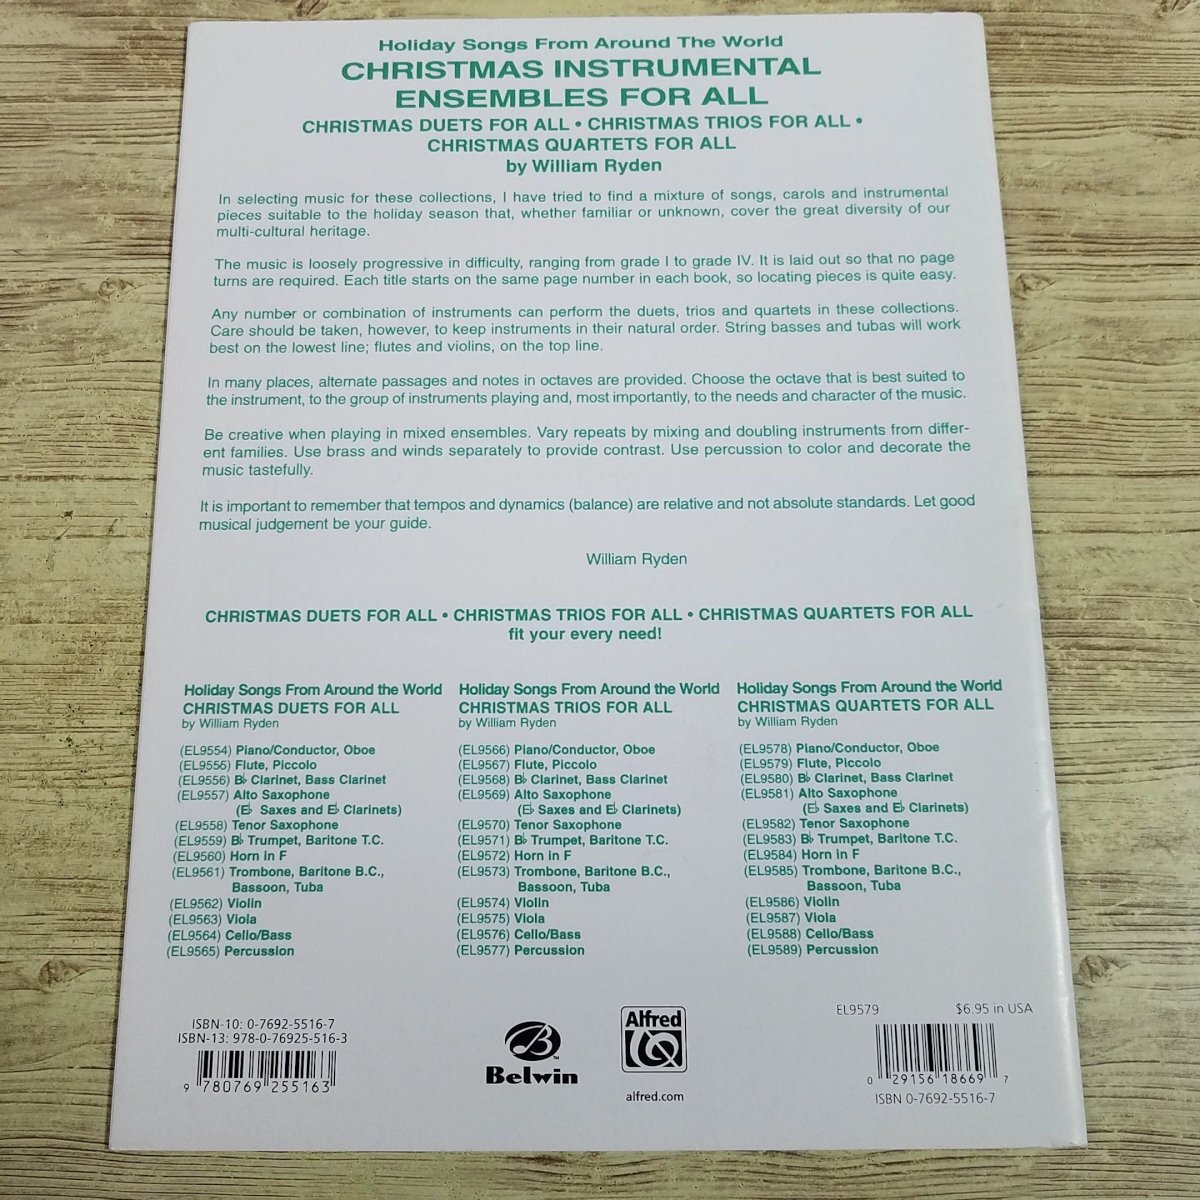 Holiday Songs From Around The World
CHRISTMAS INSTRUMENTAL
ENSEMBLES FOR ALL
CHRISTMAS DUETS FOR ALL • CHRISTMAS TRIOS FOR ALL •
CHRISTMAS QUARTETS FOR ALL
by William Ryden
In selecting music for these collections, I have tried to find a mixture of songs, carols and instrumental
pieces suitable to the holiday season that, whether familiar or unknown, cover the great diversity of our
multi-cultural heritage.
The music is loosely progressive in difficulty, ranging from grade I to grade IV. It is laid out so that no page
turns are required. Each title starts on the same page number in each book, so locating pieces is quite easy.
Any number or combination of instruments can perform the duets, trios and quartets in these collections.
Care should be taken, however, to keep instruments in their natural order. String basses and tubas will work
best on the lowest line; flutes and violins, on the top line.
In many places, alternate passages and notes in octaves are provided. Choose the octave that is best suited to
the instrument, to the group of instruments playing and, most importantly, to the needs and character of the music.
Be creative when playing in mixed ensembles. Vary repeats by mixing and doubling instruments from differ-
ent families. Use brass and winds separately to provide contrast. Use percussion to color and decorate the
music tastefully.
It is important to remember that tempos and dynamics (balance) are relative and not absolute standards. Let good
musical judgement be your guide.
William Ryden
CHRISTMAS DUETS FOR ALL • CHRISTMAS TRIOS FOR ALL • CHRISTMAS QUARTETS FOR ALL
fit your every need!
Holiday Songs From Around the World
CHRISTMAS DUETS FOR ALL
by William Ryden
(EL9554) Piano/Conductor, Oboe
(EL9556) Flute, Piccolo
(EL9556) B♭ Clarinet, Bass Clarinet
(EL9557) Alto Saxophone
(E♭ Saxes and E♭ Clarinets)
(EL9558) Tenor Saxophone
(EL9559) B♭ Trumpet, Baritone T.C.
(EL9560) Horn in F
(EL9561) Trombone, Baritone B.C.,
Bassoon, Tuba
(EL9562) Violin
(EL9563) Viola
(EL9564) Cello/Bass
(EL9565) Percussion
Holiday Songs From Around the World
CHRISTMAS TRIOS FOR ALL
by William Ryden
(EL9566) Piano/Conductor, Oboe
(EL9567) Flute, Piccolo
(EL9568) B♭ Clarinet, Bass Clarinet
(EL9569) Alto Saxophone
(E♭ Saxes and E♭ Clarinets)
(EL9570) Tenor Saxophone
(EL9571) B♭ Trumpet, Baritone T.C.
(EL9572) Horn in F
(EL9573) Trombone, Baritone B.C.,
Bassoon, Tuba
(EL9574) Violin
(EL9575) Viola
(EL9576) Cello/Bass
(EL9577) Percussion
Holiday Songs From Around the World
CHRISTMAS QUARTETS FOR ALL
by William Ryden
(EL9578) Piano/Conductor, Oboe
(EL9579) Flute, Piccolo
(EL9580) B♭ Clarinet, Bass Clarinet
(EL9581) Alto Saxophone
(E♭ Saxes and E♭ Clarinets)
(EL9582) Tenor Saxophone
(EL9583) B♭ Trumpet, Baritone T.C.
(EL9584) Horn in F
(EL9585) Trombone, Baritone B.C.,
Bassoon, Tuba
(EL9586) Violin
(EL9587) Viola
(EL9588) Cello/Bass
(EL9589) Percussion
ISBN-10: 0-7692-5516-7
ISBN-13: 978-0-76925-516-3
9 780769 255163
Belwin
TM
Alfred
alfred.com
EL9579 $6.95 in USA
0 29156 18669 7
ISBN 0-7692-5516-7